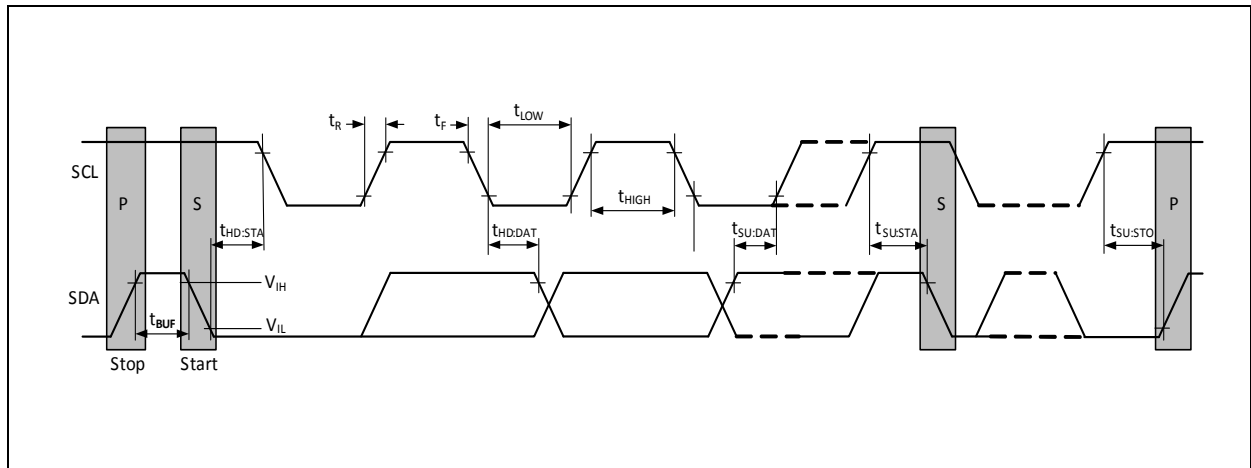 tR
tF
tLOW
SCL
P
S
tHIGH
S
P
tHD:STA
tHD:DAT
tSU:DAT
tSU:STA
tSU:STO
SDA
VIH
tBUF
VIL
Stop
Start